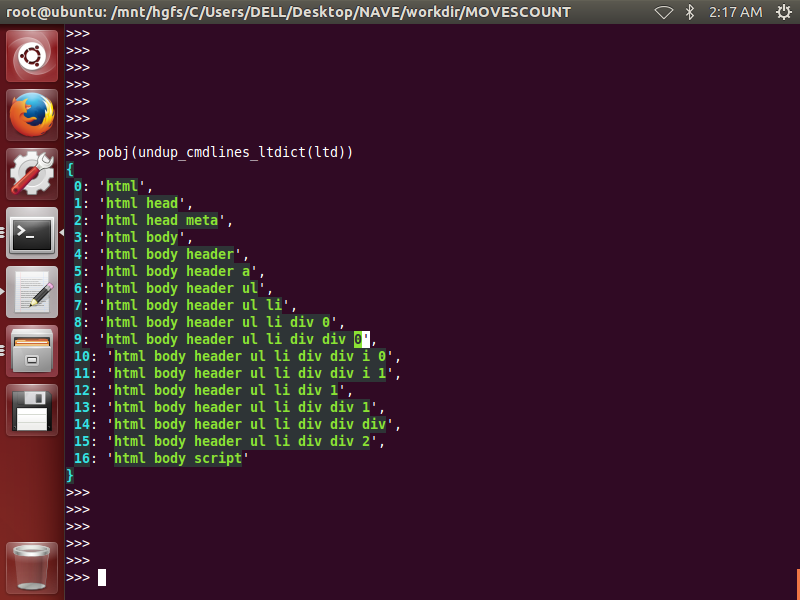 root@ubuntu: /mnt/hgfs/C/Users/DELL/Desktop/NAVE/workdir/MOVESCOUNT 2:17 AM
>>>
>>>
>>>
>>>
>>>
>>>
>>>
>>> pobj(undup_cmdlines_ltdict(ltd))
{
0: 'html',
1: 'html head',
2: 'html head meta',
3: 'html body',
4: 'html body header',
5: 'html body header a',
6: 'html body header ul',
7: 'html body header ul li',
8: 'html body header ul li div 0',
9: 'html body header ul li div div 0',
10: 'html body header ul li div div i 0',
11: 'html body header ul li div div i 1',
12: 'html body header ul li div 1',
13: 'html body header ul li div div 1',
14: 'html body header ul li div div div',
15: 'html body header ul li div div 2',
16: 'html body script'
}
>>>
>>>
>>>
>>>
>>>
>>>